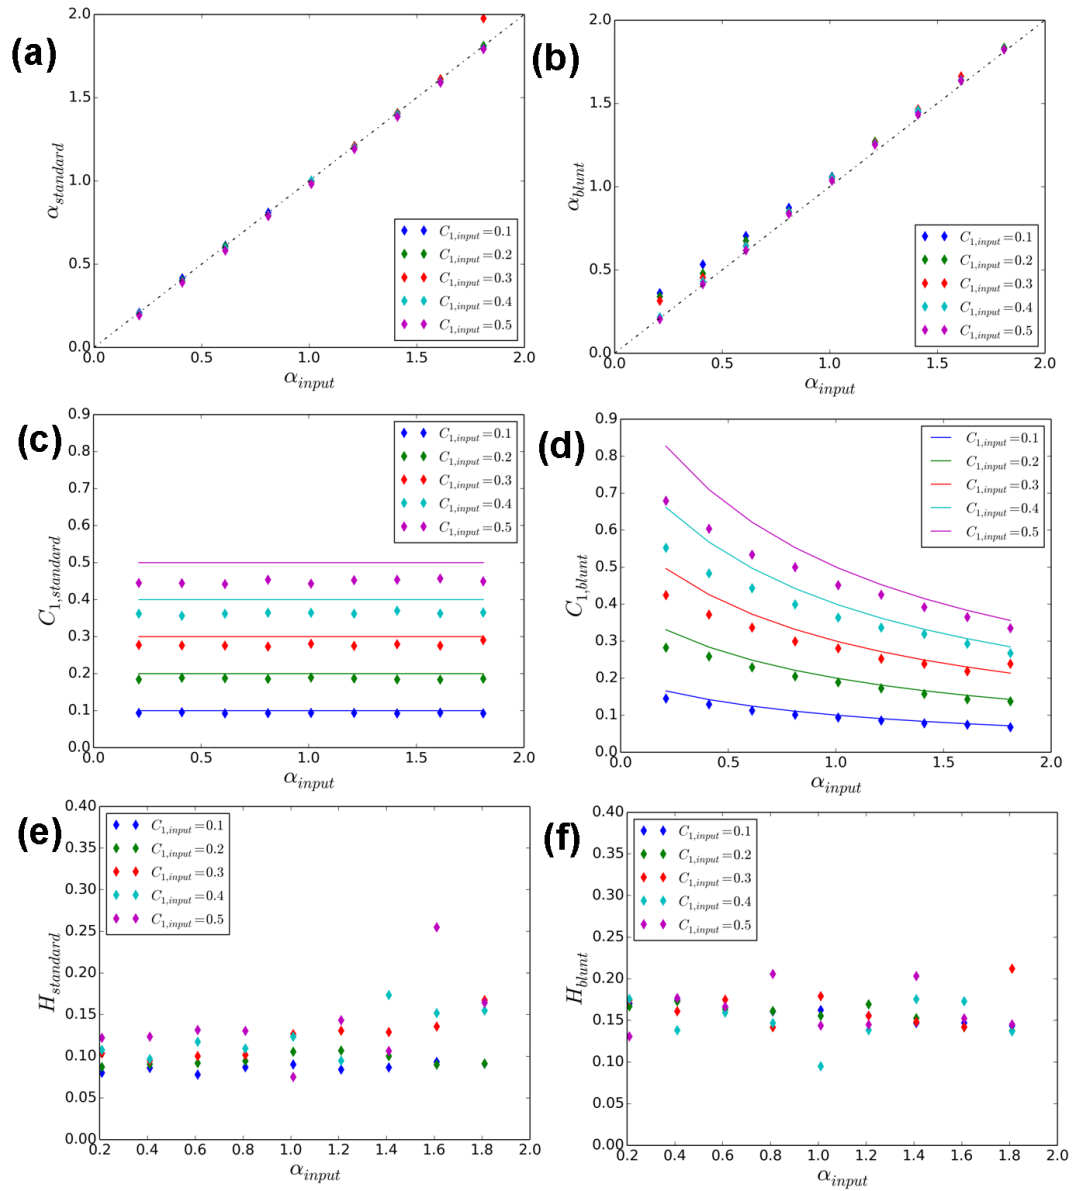 (a)
2.0
1.5
1.0
0.5
0.0
α_standard
0.0 0.5 1.0 1.5 2.0
α_input
C_1,input=0.1
C_1,input=0.2
C_1,input=0.3
C_1,input=0.4
C_1,input=0.5
(b)
2.0
1.5
1.0
0.5
0.0
α_blunt
0.0 0.5 1.0 1.5 2.0
α_input
C_1,input=0.1
C_1,input=0.2
C_1,input=0.3
C_1,input=0.4
C_1,input=0.5
(c)
0.9
0.8
0.7
0.6
0.5
0.4
0.3
0.2
0.1
0.0
C_1,standard
0.0 0.5 1.0 1.5 2.0
α_input
C_1,input=0.1
C_1,input=0.2
C_1,input=0.3
C_1,input=0.4
C_1,input=0.5
(d)
0.9
0.8
0.7
0.6
0.5
0.4
0.3
0.2
0.1
0.0
C_1,blunt
0.0 0.5 1.0 1.5 2.0
α_input
C_1,input=0.1
C_1,input=0.2
C_1,input=0.3
C_1,input=0.4
C_1,input=0.5
(e)
0.40
0.35
0.30
0.25
0.20
0.15
0.10
0.05
0.00
H_standard
0.2 0.4 0.6 0.8 1.0 1.2 1.4 1.6 1.8 2.0
α_input
C_1,input=0.1
C_1,input=0.2
C_1,input=0.3
C_1,input=0.4
C_1,input=0.5
(f)
0.40
0.35
0.30
0.25
0.20
0.15
0.10
0.05
0.00
H_blunt
0.2 0.4 0.6 0.8 1.0 1.2 1.4 1.6 1.8 2.0
α_input
C_1,input=0.1
C_1,input=0.2
C_1,input=0.3
C_1,input=0.4
C_1,input=0.5